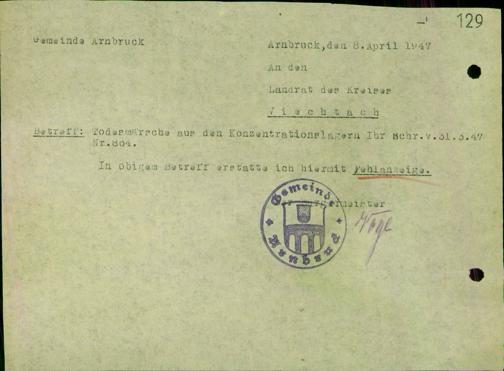 129
Gemeinde Arnbruck
Arnbruck, den 8. April 1947
An den
Landrat des Kreises
Viechtach
Betreff: Todesmärsche aus den Konzentrationslagern Ihr schr.v.31.3.47
Nr.804.
In obigem Betreff erstatte ich hiermit Fehlanzeige.
Gemeinde
Arnbruck